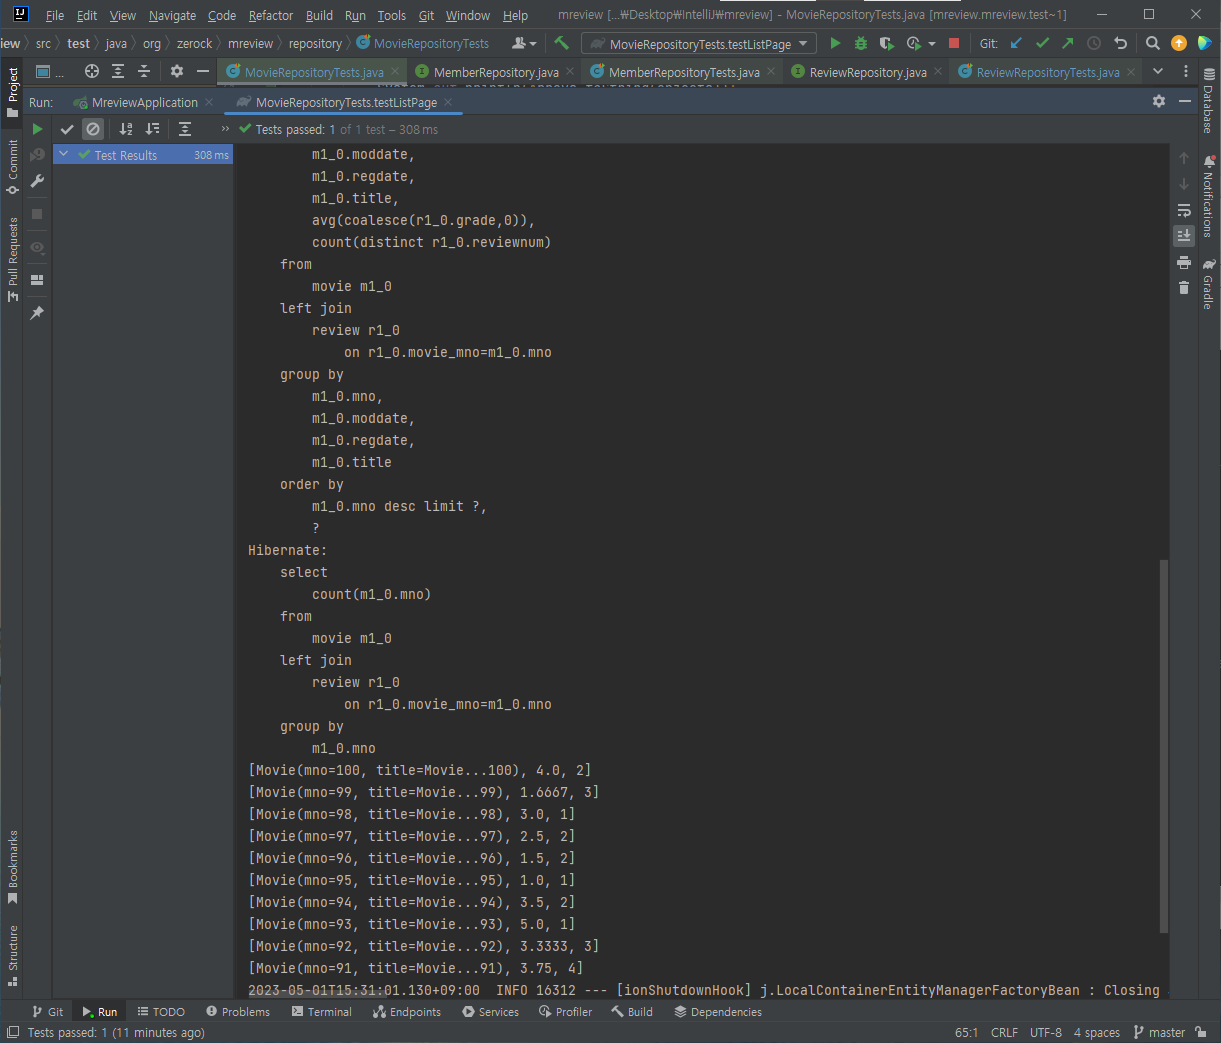 File Edit View Navigate Code Refactor Build Run Tools Git Window Help mreview [...₩Desktop₩IntelliJ₩mreview] - MovieRepositoryTests.java [mreview.mreview.test~1]
iew src test java org zerock mreview repository MovieRepositoryTests MovieRepositoryTests.testListPage Git:
... MovieRepositoryTests.java MemberRepository.java MemberRepositoryTests.java ReviewRepository.java ReviewRepositoryTests.java
Run: MreviewApplication MovieRepositoryTests.testListPage
Tests passed: 1 of 1 test – 308 ms
Test Results 308 ms
m1_0.moddate,
m1_0.regdate,
m1_0.title,
avg(coalesce(r1_0.grade,0)),
count(distinct r1_0.reviewnum)
from
movie m1_0
left join
review r1_0
on r1_0.movie_mno=m1_0.mno
group by
m1_0.mno,
m1_0.moddate,
m1_0.regdate,
m1_0.title
order by
m1_0.mno desc limit ?,
?
Hibernate:
select
count(m1_0.mno)
from
movie m1_0
left join
review r1_0
on r1_0.movie_mno=m1_0.mno
group by
m1_0.mno
[Movie(mno=100, title=Movie...100), 4.0, 2]
[Movie(mno=99, title=Movie...99), 1.6667, 3]
[Movie(mno=98, title=Movie...98), 3.0, 1]
[Movie(mno=97, title=Movie...97), 2.5, 2]
[Movie(mno=96, title=Movie...96), 1.5, 2]
[Movie(mno=95, title=Movie...95), 1.0, 1]
[Movie(mno=94, title=Movie...94), 3.5, 2]
[Movie(mno=93, title=Movie...93), 5.0, 1]
[Movie(mno=92, title=Movie...92), 3.3333, 3]
[Movie(mno=91, title=Movie...91), 3.75, 4]
2023-05-01T15:31:01.130+09:00 INFO 16312 --- [ionShutdownHook] j.LocalContainerEntityManagerFactoryBean : Closing
Project
Commit
Pull Requests
Bookmarks
Structure
Database
Notifications
Gradle
Git Run TODO Problems Terminal Endpoints Services Profiler Build Dependencies
Tests passed: 1 (11 minutes ago) 65:1 CRLF UTF-8 4 spaces master